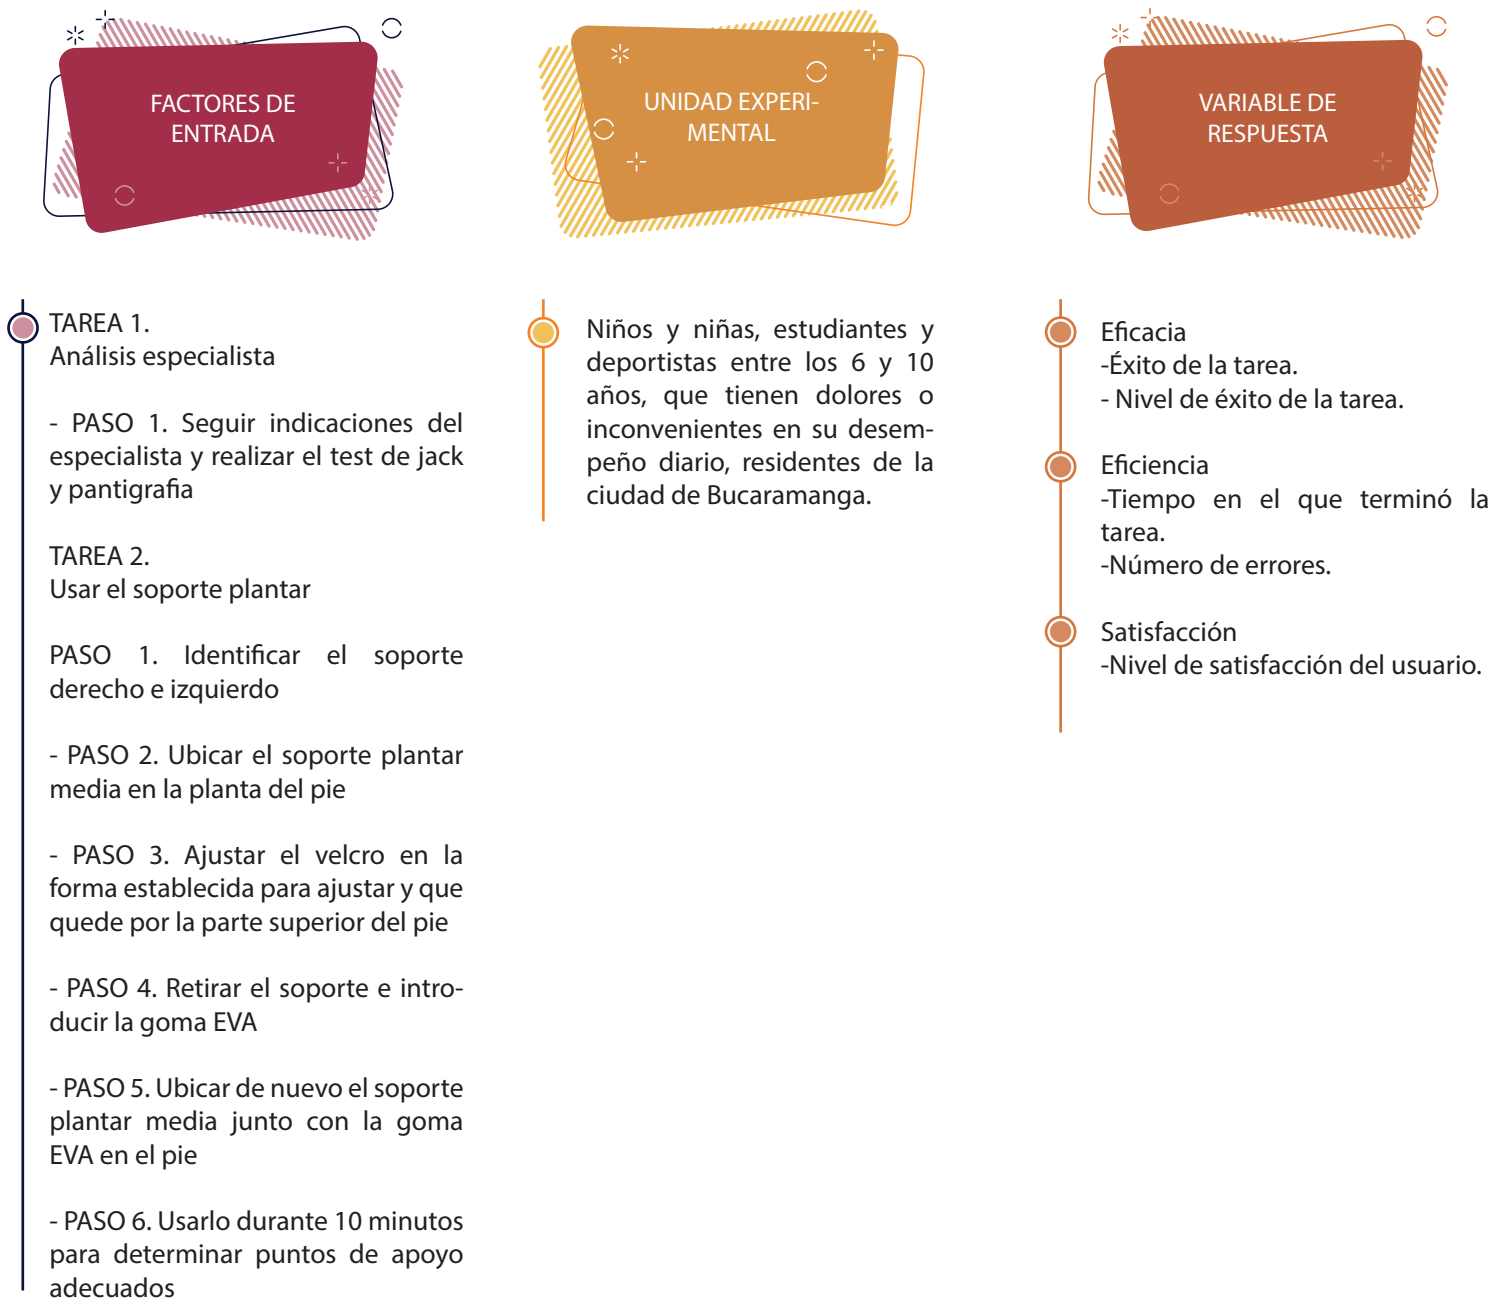 FACTORES DE
ENTRADA
TAREA 1.
Análisis especialista
- PASO 1. Seguir indicaciones del
especialista y realizar el test de jack
y pantigrafia
TAREA 2.
Usar el soporte plantar
PASO 1. Identificar el soporte
derecho e izquierdo
- PASO 2. Ubicar el soporte plantar
media en la planta del pie
- PASO 3. Ajustar el velcro en la
forma establecida para ajustar y que
quede por la parte superior del pie
- PASO 4. Retirar el soporte e intro-
ducir la goma EVA
- PASO 5. Ubicar de nuevo el soporte
plantar media junto con la goma
EVA en el pie
- PASO 6. Usarlo durante 10 minutos
para determinar puntos de apoyo
adecuados
UNIDAD EXPERI-
MENTAL
Niños y niñas, estudiantes y
deportistas entre los 6 y 10
años, que tienen dolores o
inconvenientes en su desem-
peño diario, residentes de la
ciudad de Bucaramanga.
VARIABLE DE
RESPUESTA
Eficacia
-Éxito de la tarea.
- Nivel de éxito de la tarea.
Eficiencia
-Tiempo en el que terminó la
tarea.
-Número de errores.
Satisfacción
-Nivel de satisfacción del usuario.